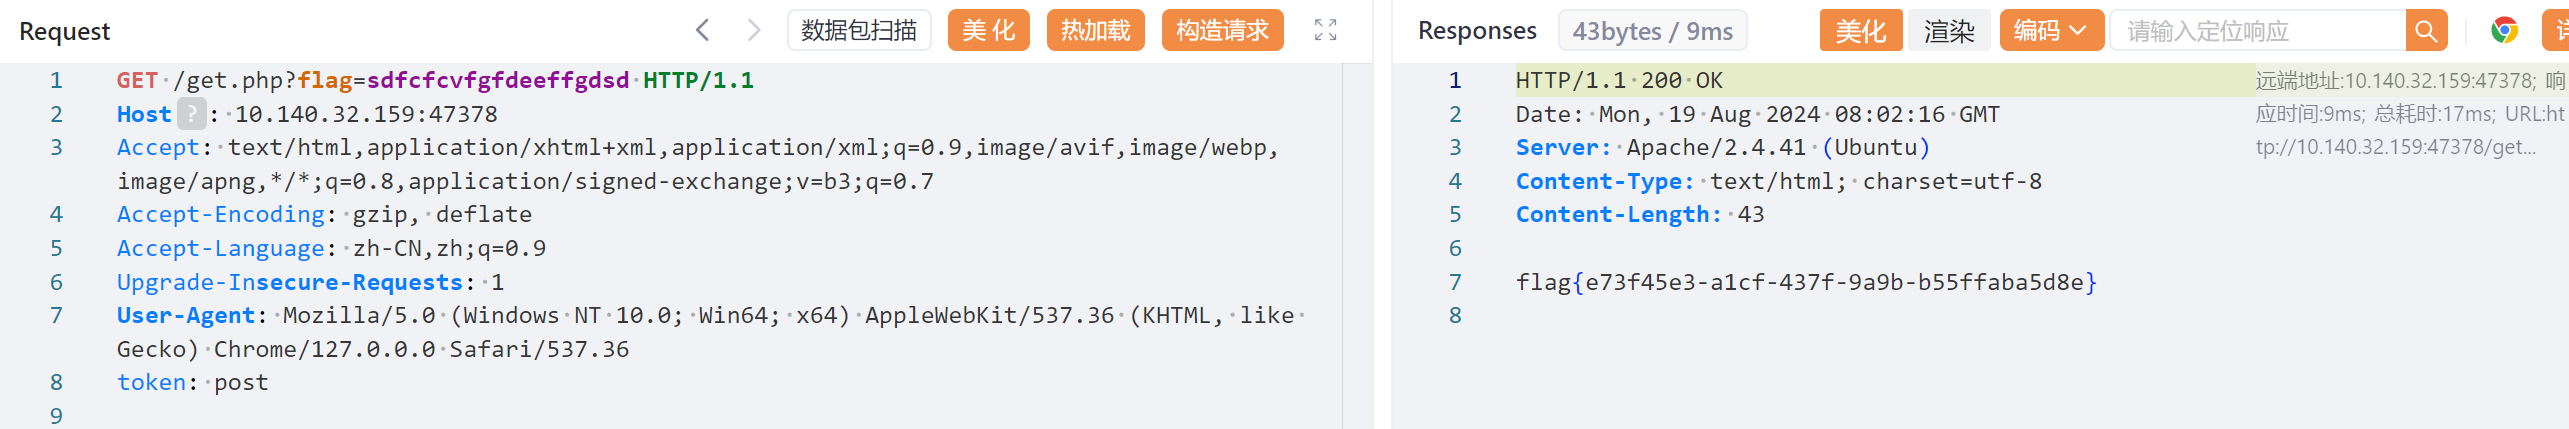 Request
数据包扫描
美化
热加载
构造请求
1 GET /get.php?flag=sdfcfcvfgfdeeffgdsd HTTP/1.1
2 Host ? : 10.140.32.159:47378
3 Accept: text/html,application/xhtml+xml,application/xml;q=0.9,image/avif,image/webp,
image/apng,*/*;q=0.8,application/signed-exchange;v=b3;q=0.7
4 Accept-Encoding: gzip, deflate
5 Accept-Language: zh-CN,zh;q=0.9
6 Upgrade-Insecure-Requests: 1
7 User-Agent: Mozilla/5.0 (Windows NT 10.0; Win64; x64) AppleWebKit/537.36 (KHTML, like
Gecko) Chrome/127.0.0.0 Safari/537.36
8 token: post
9
Responses
43bytes / 9ms
美化
渲染
编码
请输入定位响应
1 HTTP/1.1 200 OK
2 Date: Mon, 19 Aug 2024 08:02:16 GMT
3 Server: Apache/2.4.41 (Ubuntu)
4 Content-Type: text/html; charset=utf-8
5 Content-Length: 43
6
7 flag{e73f45e3-a1cf-437f-9a9b-b55ffaba5d8e}
8
远端地址:10.140.32.159:47378; 响
应时间:9ms; 总耗时:17ms; URL:ht
tp://10.140.32.159:47378/get...